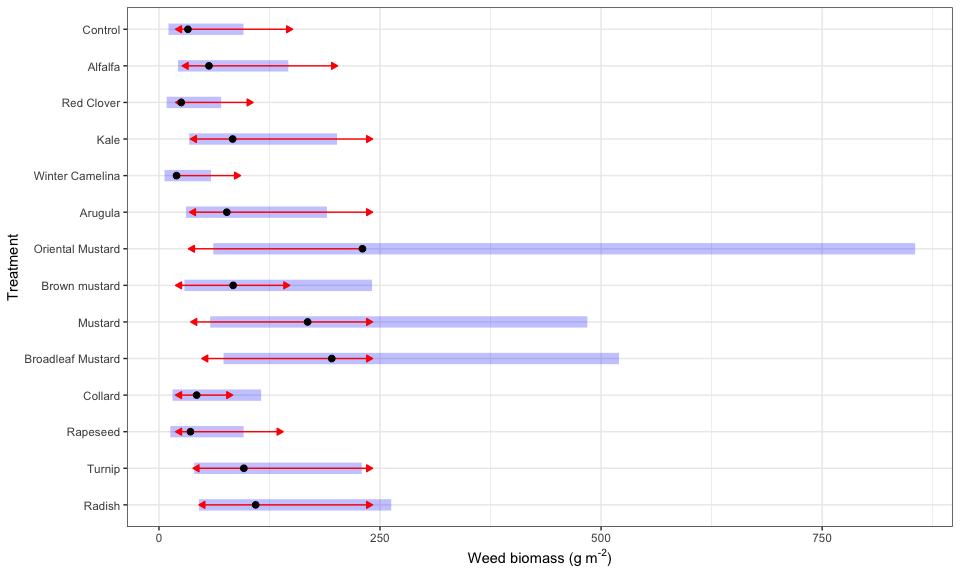 Control
Alfalfa
Red Clover
Kale
Winter Camelina
Arugula
Oriental Mustard
Brown mustard
Mustard
Broadleaf Mustard
Collard
Rapeseed
Turnip
Radish
Treatment
0 250 500 750
Weed biomass (g m⁻²)